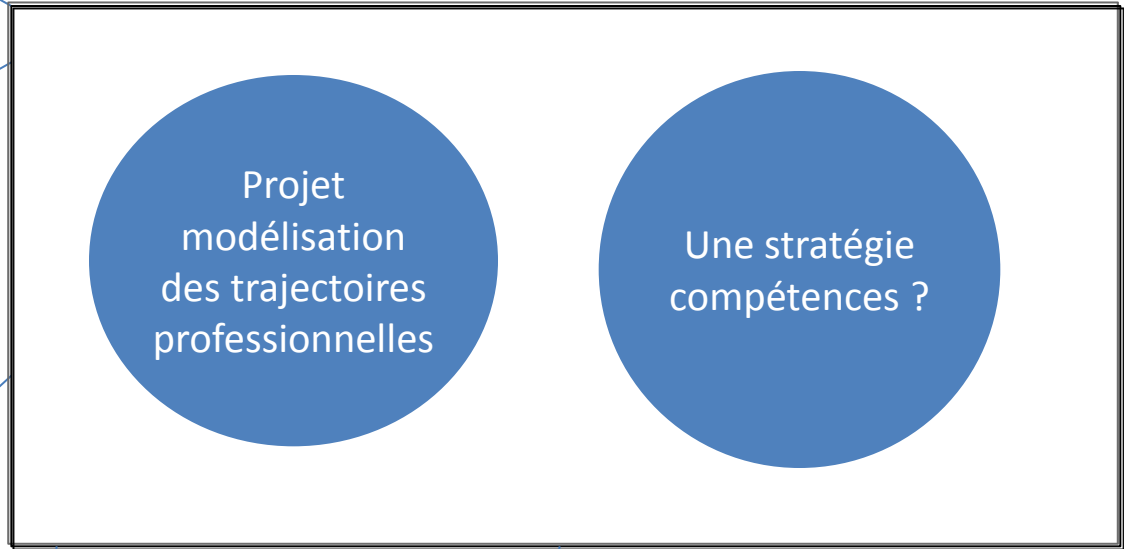 Projet
modélisation
des trajectoires
professionnelles
Une stratégie
compétences ?